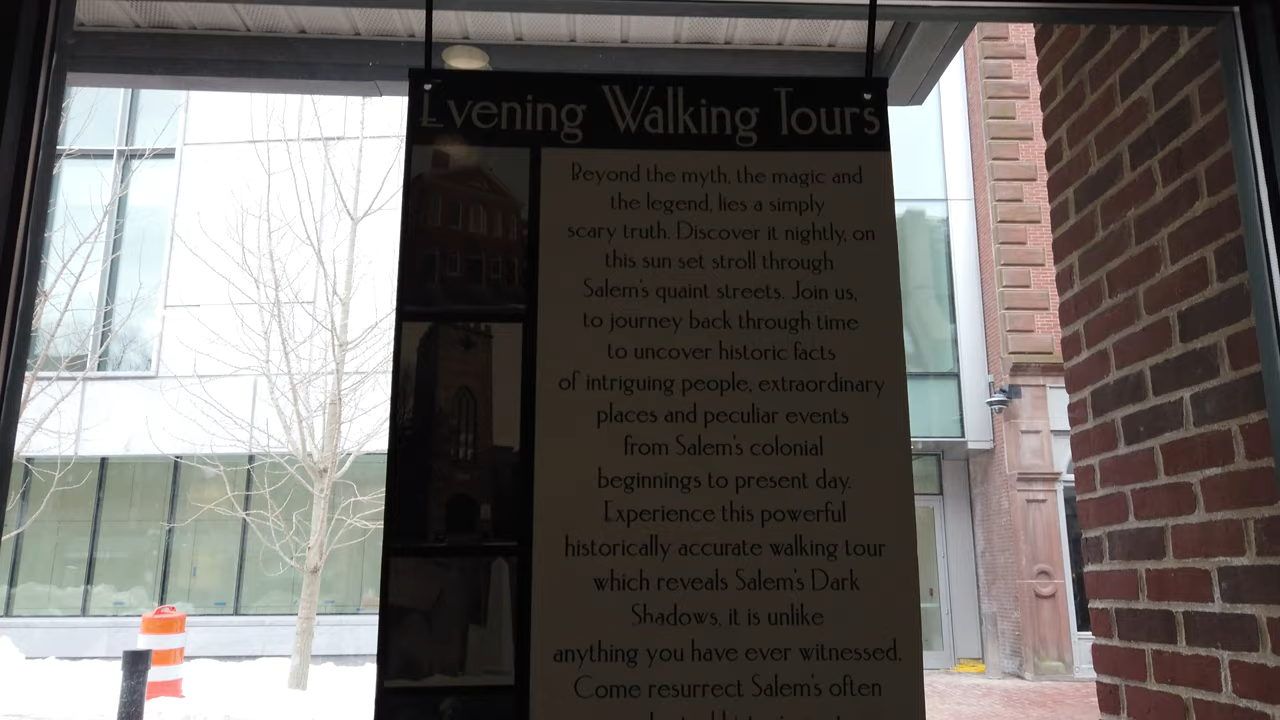 Evening Walking Tours
Beyond the myth, the magic and
the legend, lies a simply
scary truth. Discover it nightly, on
this sun set stroll through
Salem's quaint streets. Join us,
to journey back through time
to uncover historic facts
of intriguing people, extraordinary
places and peculiar events
from Salem's colonial
beginnings to present day.
Experience this powerful
historically accurate walking tour
which reveals Salem's Dark
Shadows, it is unlike
anything you have ever witnessed,
Come resurrect Salem's often